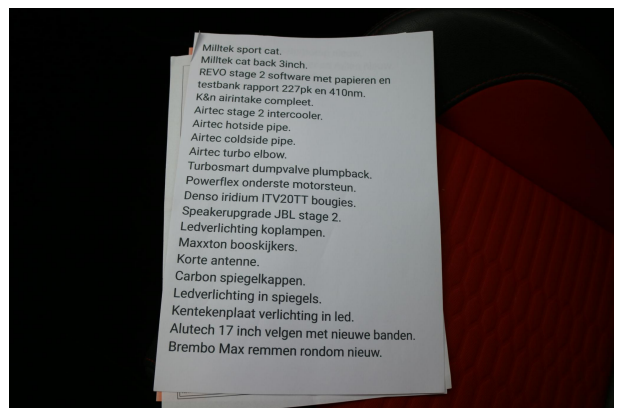 Milltek sport cat.
Milltek cat back 3inch.
REVO stage 2 software met papieren en
testbank rapport 227pk en 410nm.
K&n airintake compleet.
Airtec stage 2 intercooler.
Airtec hotside pipe.
Airtec coldside pipe.
Airtec turbo elbow.
Turbosmart dumpvalve plumpback.
Powerflex onderste motorsteun.
Denso iridium ITV20TT bougies.
Speakerupgrade JBL stage 2.
Ledverlichting koplampen.
Maxxton booskijkers.
Korte antenne.
Carbon spiegelkappen.
Ledverlichting in spiegels.
Kentekenplaat verlichting in led.
Alutech 17 inch velgen met nieuwe banden.
Brembo Max remmen rondom nieuw.